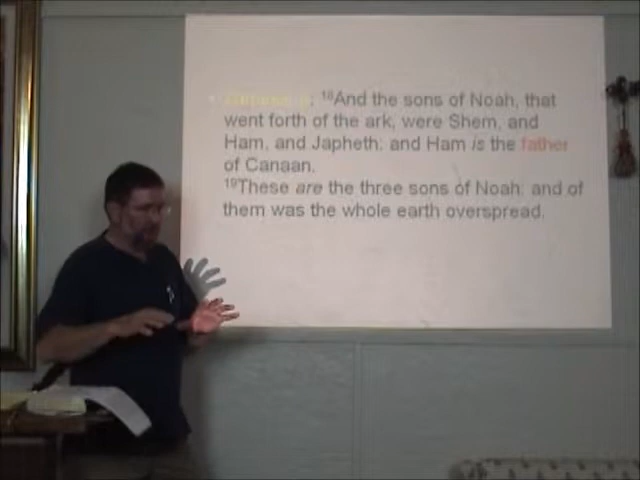 Genesis 9: ¹⁸And the sons of Noah, that
went forth of the ark, were Shem, and
Ham, and Japheth: and Ham is the father
of Canaan.
¹⁹These are the three sons of Noah: and of
them was the whole earth overspread.